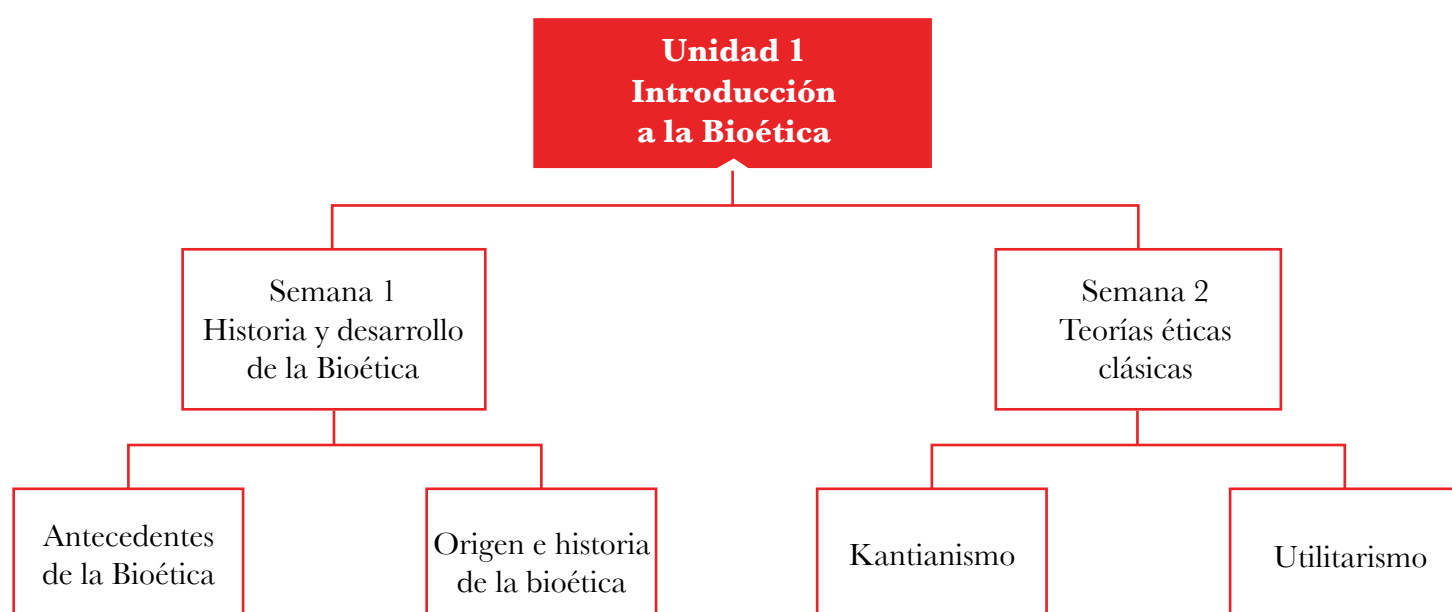 Unidad 1
Introducción
a la Bioética
Semana 1
Historia y desarrollo
de la Bioética
Semana 2
Teorías éticas
clásicas
Antecedentes
de la Bioética
Origen e historia
de la bioética
Kantianismo
Utilitarismo